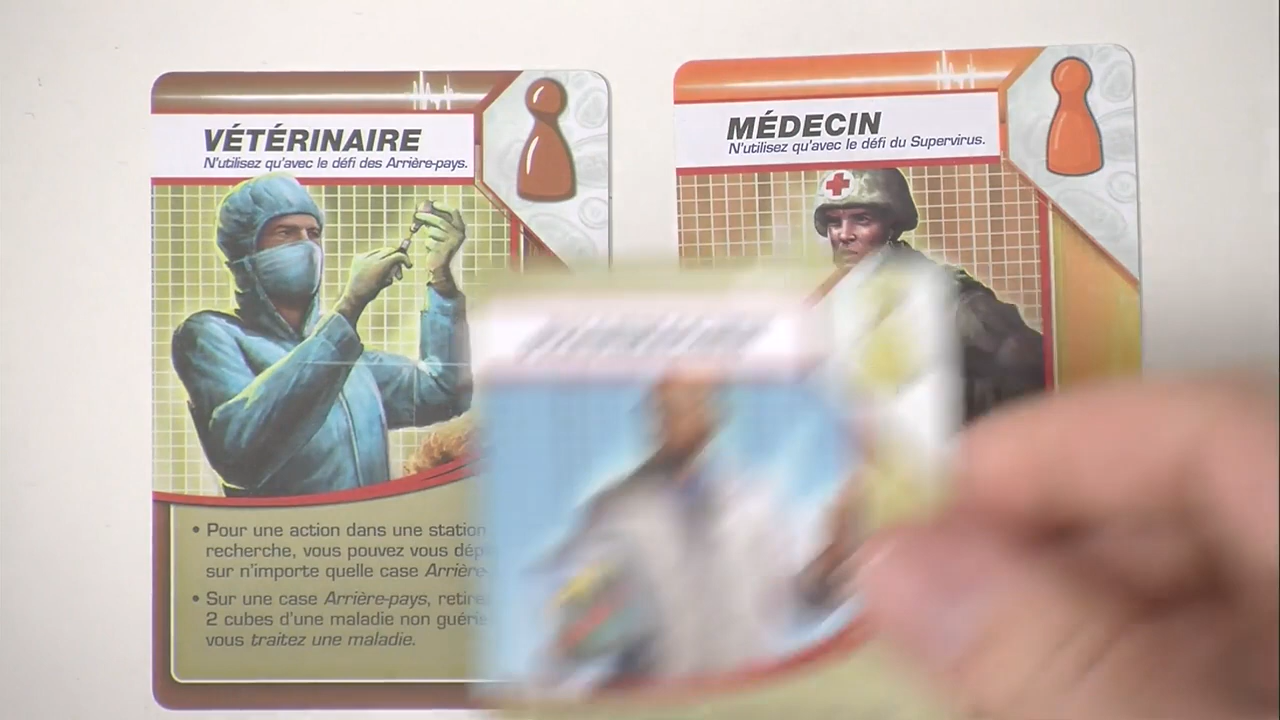 VÉTÉRINAIRE
N'utilisez qu'avec le défi des Arrière-pays.
MÉDECIN
N'utilisez qu'avec le défi du Supervirus.
• Pour une action dans une station
recherche, vous pouvez vous dép
sur n'importe quelle case Arrière-
• Sur une case Arrière-pays, retire
2 cubes d'une maladie non guérie
vous traitez une maladie.